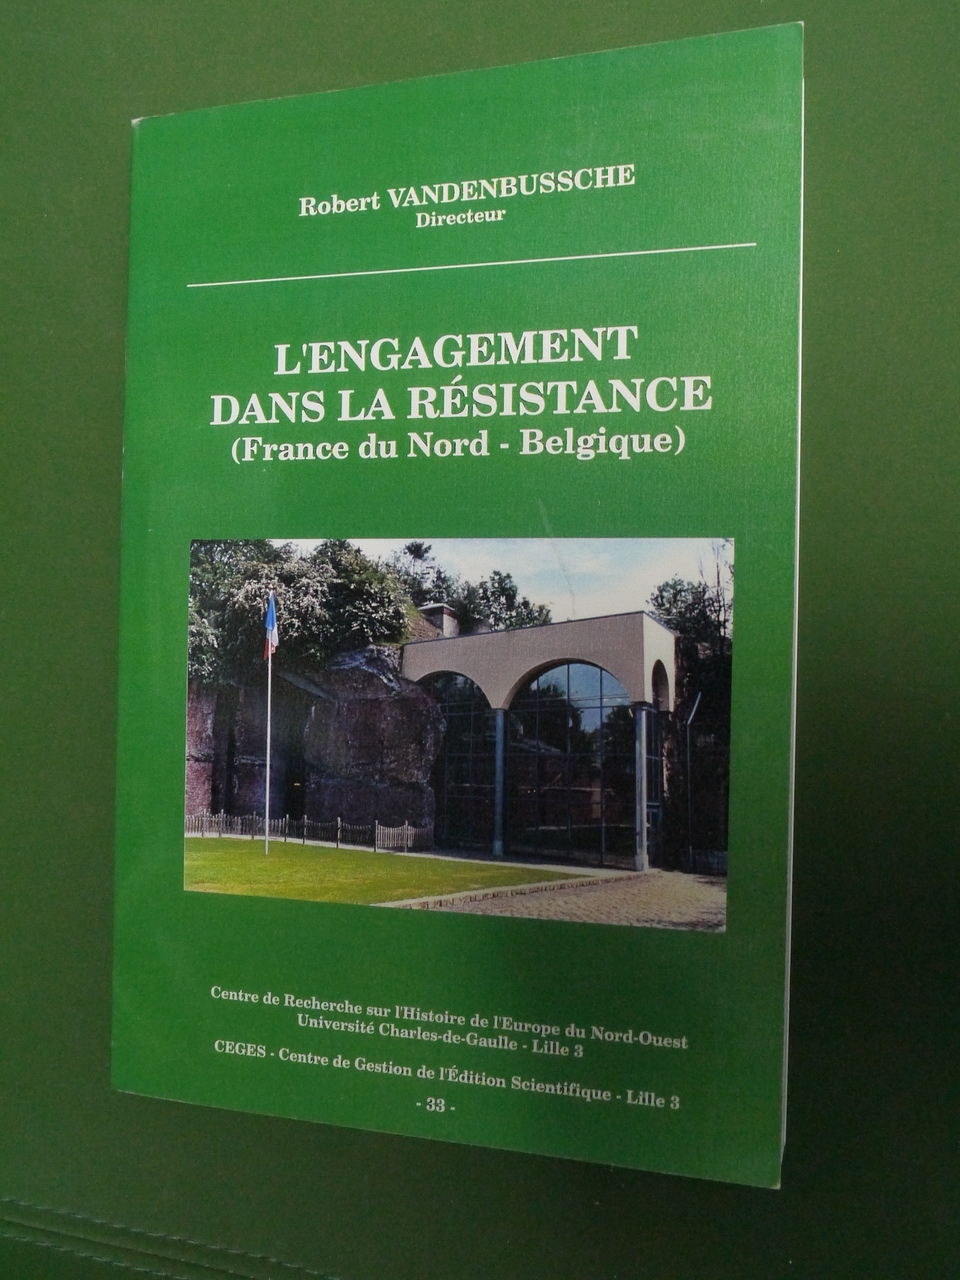 Robert VANDENBUSSCHE
Directeur
L'ENGAGEMENT
DANS LA RÉSISTANCE
(France du Nord - Belgique)
Centre de Recherche sur l'Histoire de l'Europe du Nord-Ouest
Université Charles-de-Gaulle - Lille 3
CEGES - Centre de Gestion de l'Édition Scientifique - Lille 3
- 33 -